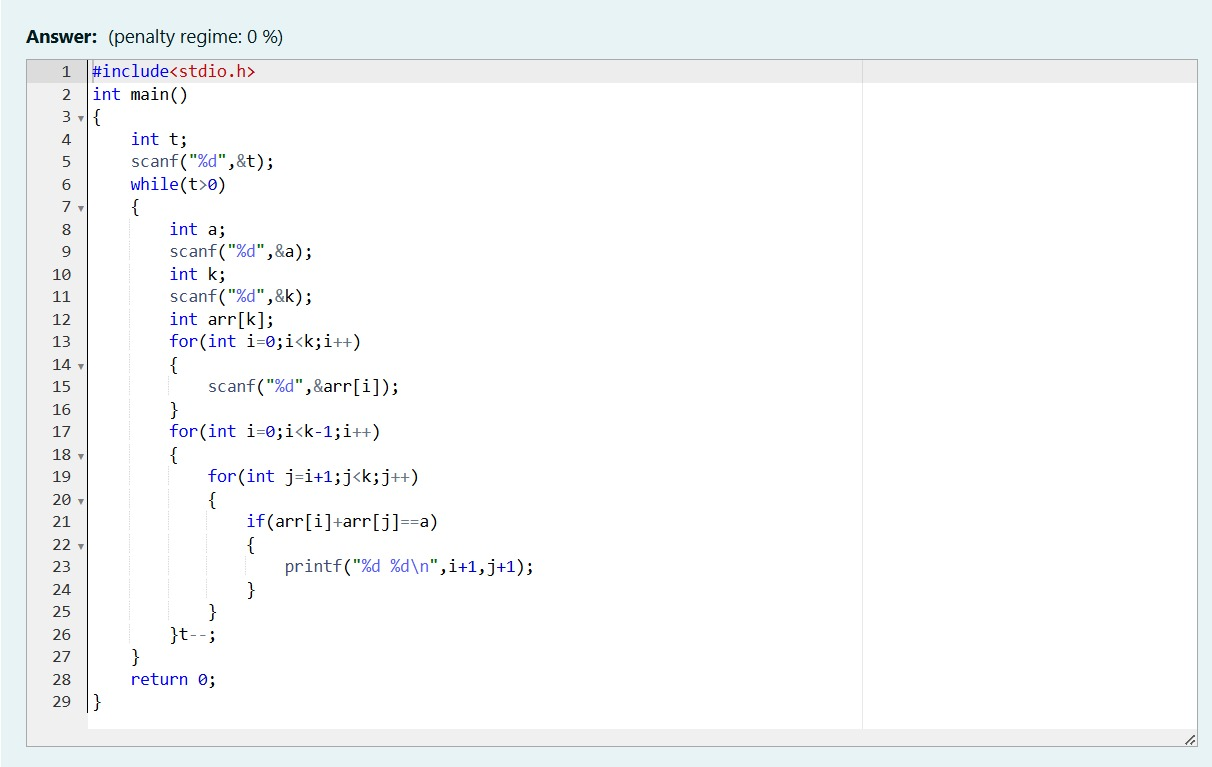 Answer: (penalty regime: 0 %)
1 #include<stdio.h>
2 int main()
3 {
4     int t;
5     scanf("%d",&t);
6     while(t>0)
7     {
8         int a;
9         scanf("%d",&a);
10         int k;
11         scanf("%d",&k);
12         int arr[k];
13         for(int i=0;i<k;i++)
14         {
15             scanf("%d",&arr[i]);
16         }
17         for(int i=0;i<k-1;i++)
18         {
19             for(int j=i+1;j<k;j++)
20             {
21                 if(arr[i]+arr[j]==a)
22                 {
23                     printf("%d %d\n",i+1,j+1);
24                 }
25             }
26         }t--;
27     }
28     return 0;
29 }